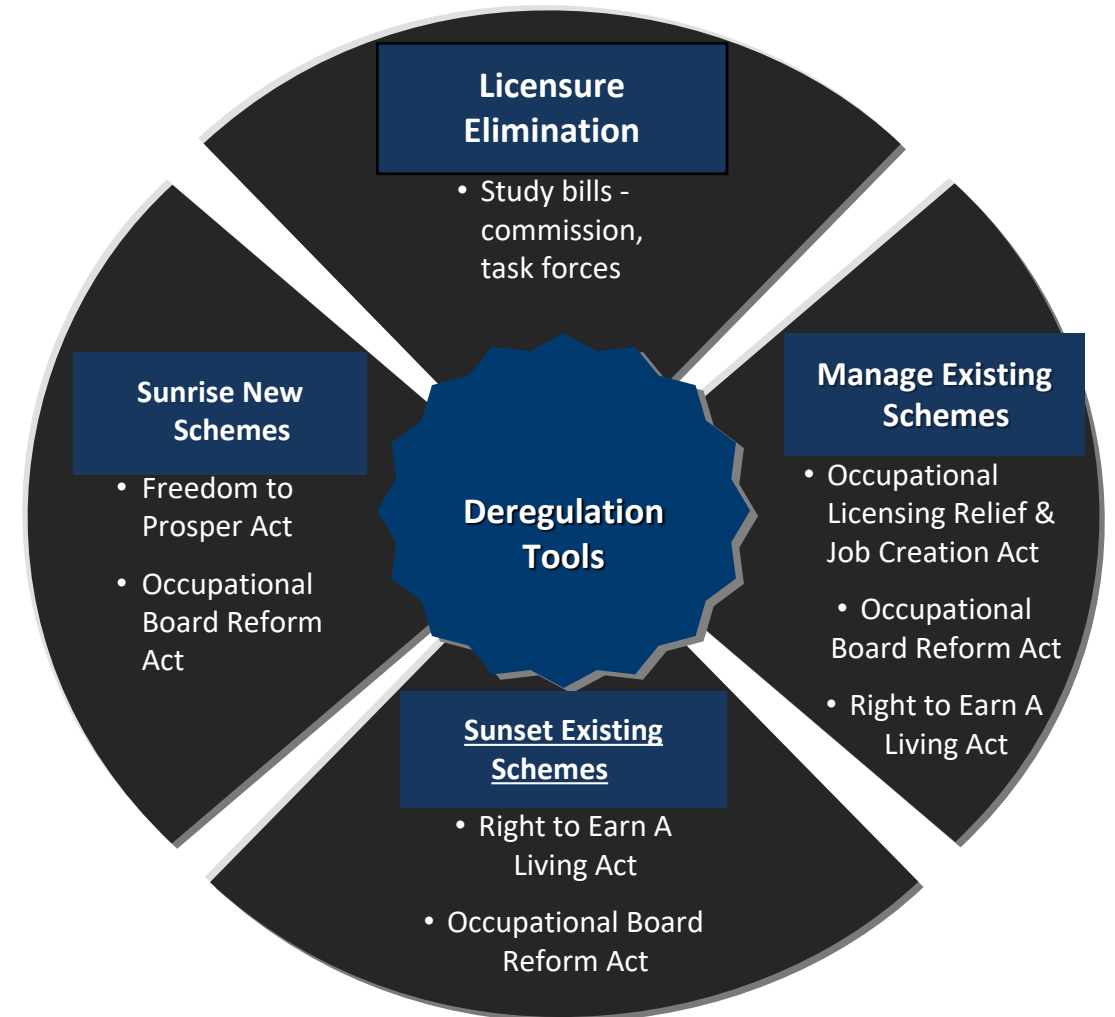 Licensure
Elimination
• Study bills -
commission,
task forces
Sunrise New
Schemes
• Freedom to
Prosper Act
• Occupational
Board Reform
Act
Deregulation
Tools
Manage Existing
Schemes
• Occupational
Licensing Relief &
Job Creation Act
• Occupational
Board Reform Act
• Right to Earn A
Living Act
Sunset Existing
Schemes
• Right to Earn A
Living Act
• Occupational Board
Reform Act